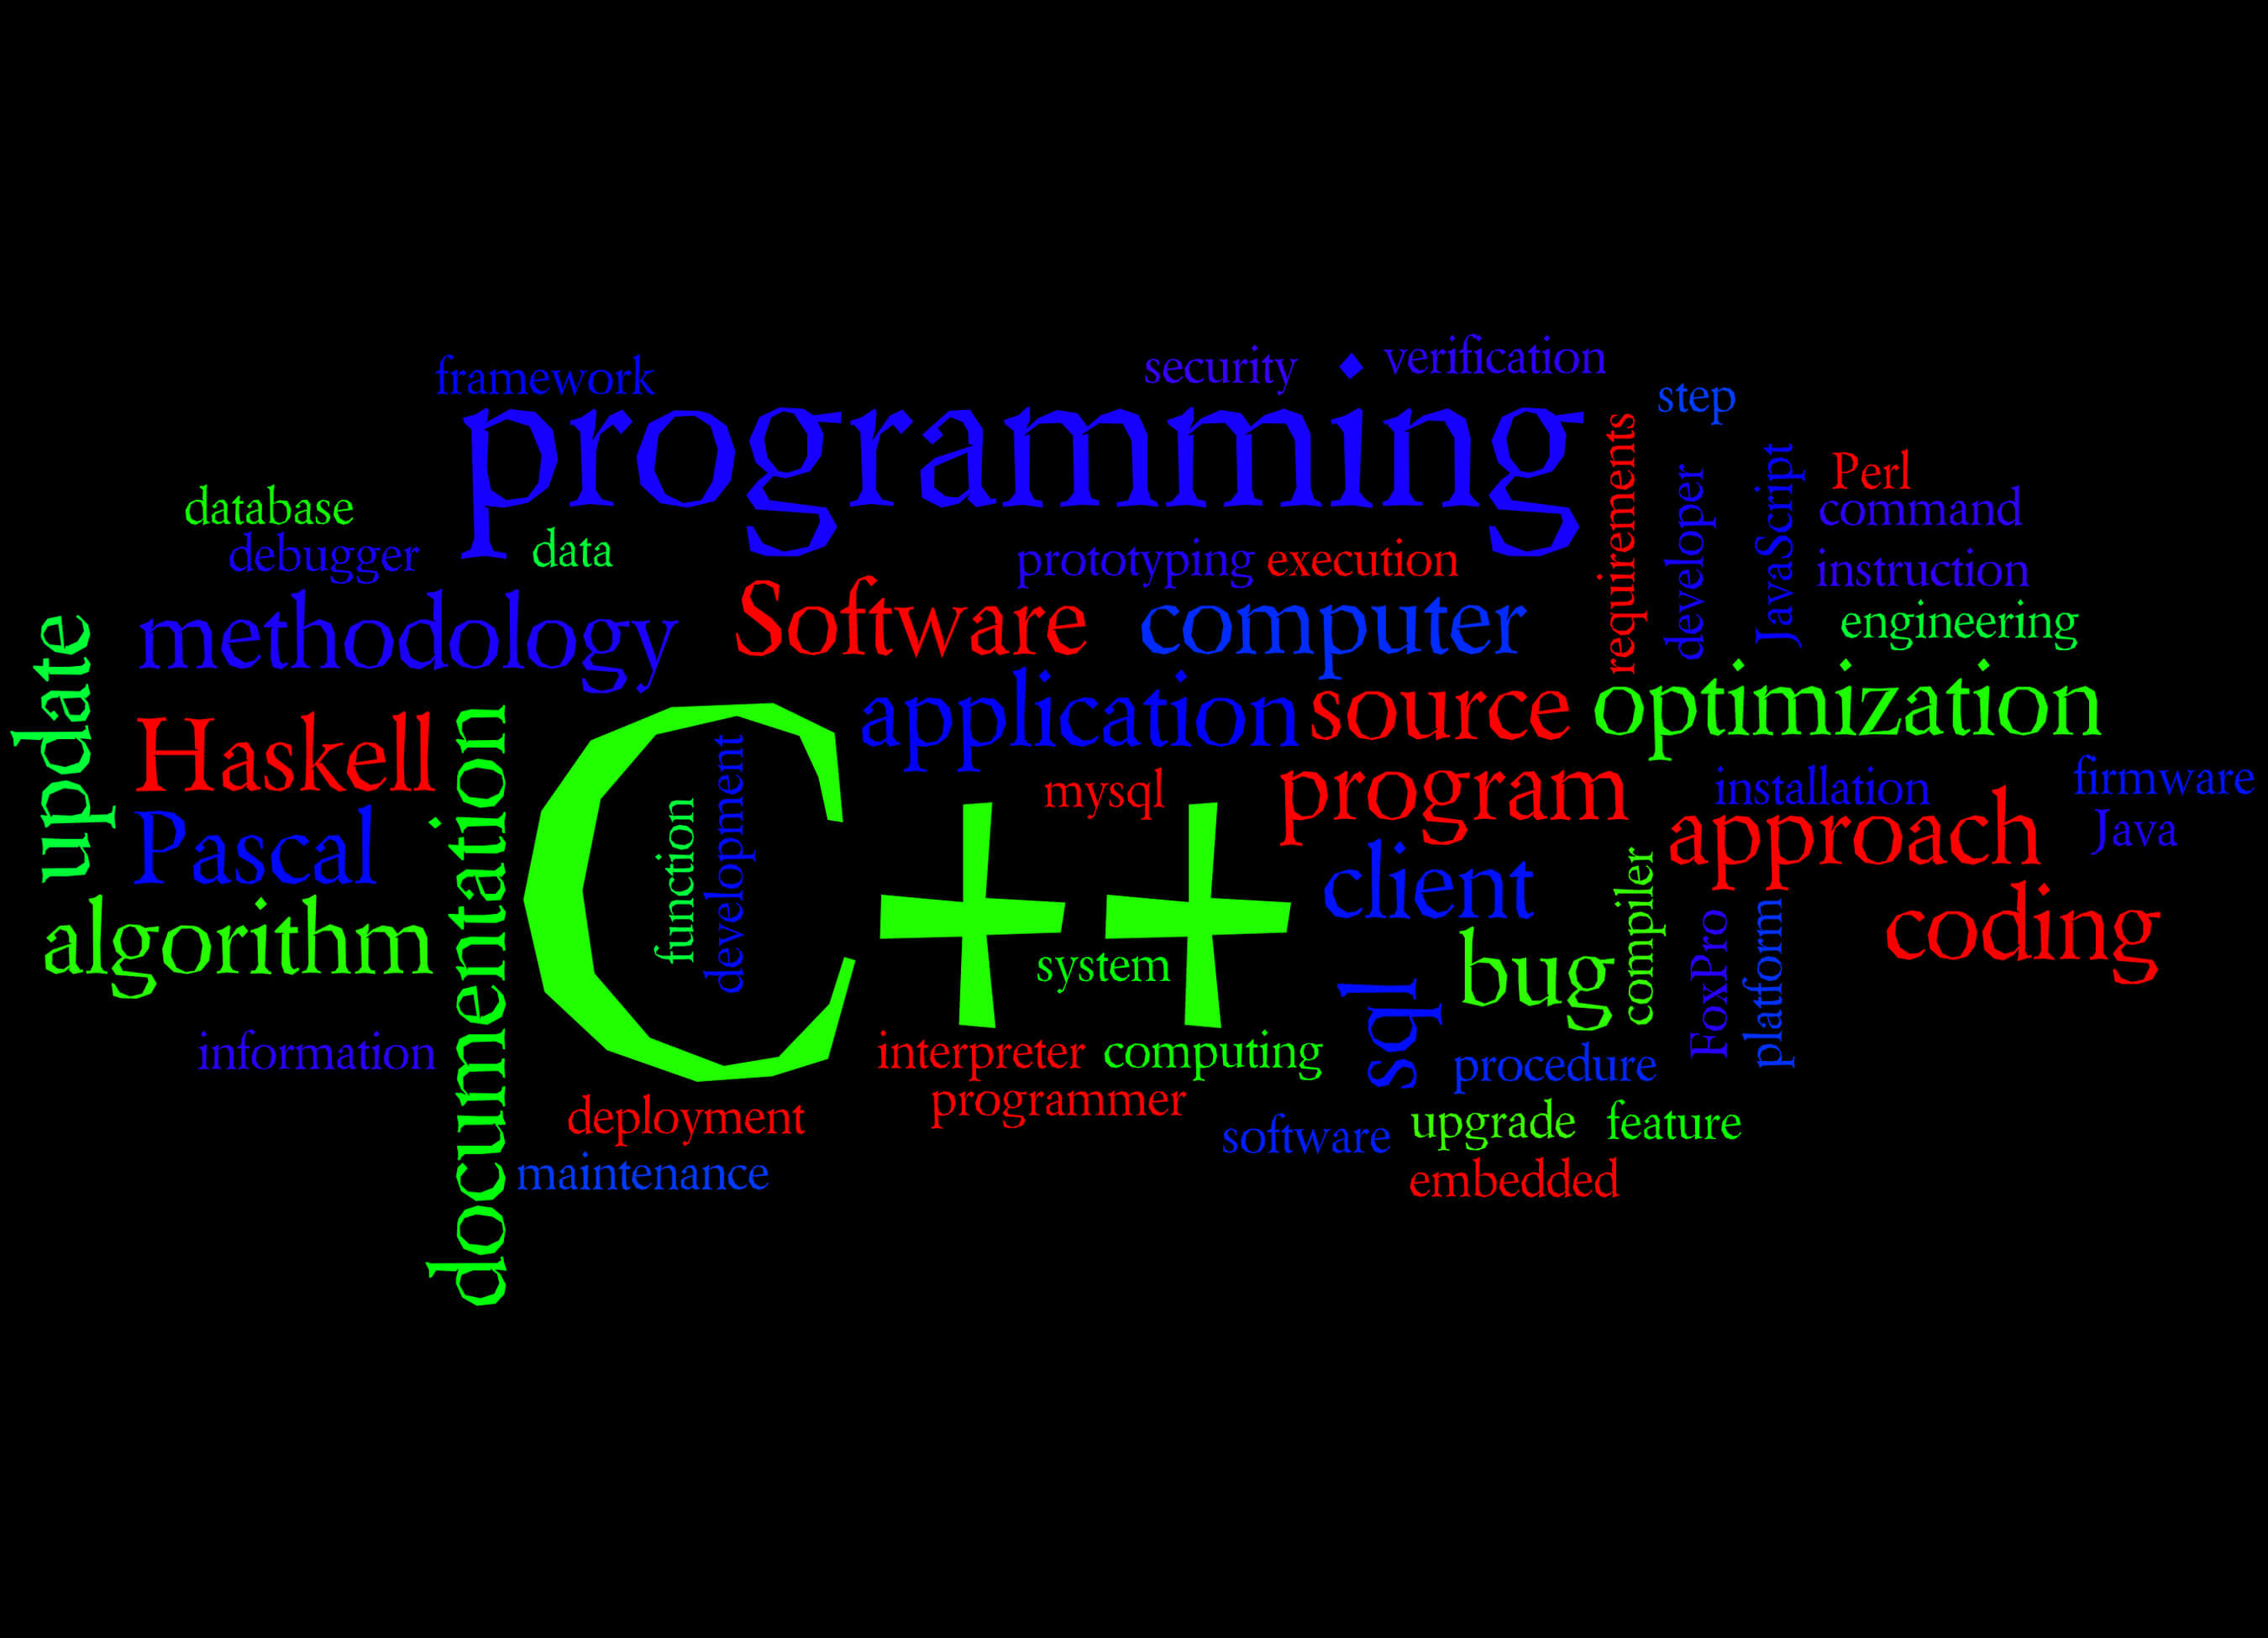 framework
security
verification
step
programming
requirements
developer
JavaScript
Perl
command
database
debugger
data
prototyping
execution
instruction
engineering
update
methodology
Software
computer
application
source
optimization
Haskell
documentation
C++
function
development
mysql
program
installation
firmware
Pascal
approach
Java
client
compiler
algorithm
system
sql
bug
FoxPro
platform
coding
information
interpreter
computing
procedure
deployment
programmer
software
upgrade
feature
maintenance
embedded